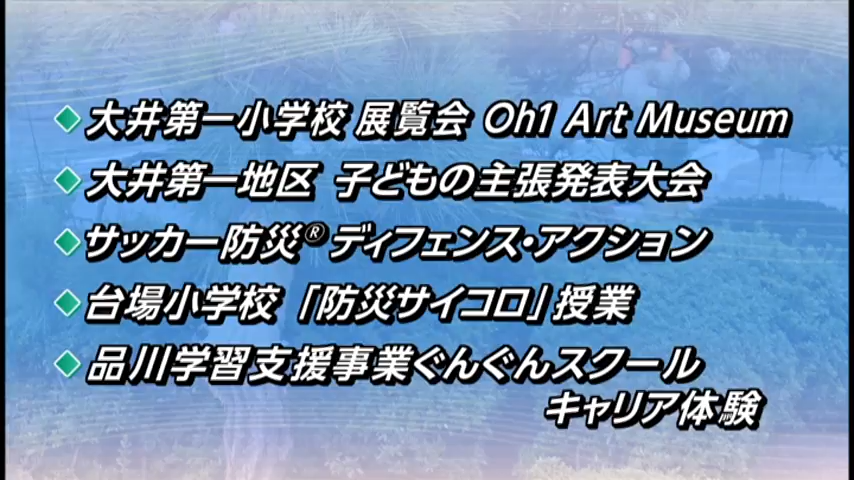 ◆大井第一小学校 展覧会 Oh1 Art Museum
◆大井第一地区 子どもの主張発表大会
◆サッカー防災®ディフェンス・アクション
◆台場小学校「防災サイコロ」授業
◆品川学習支援事業ぐんぐんスクール
キャリア体験